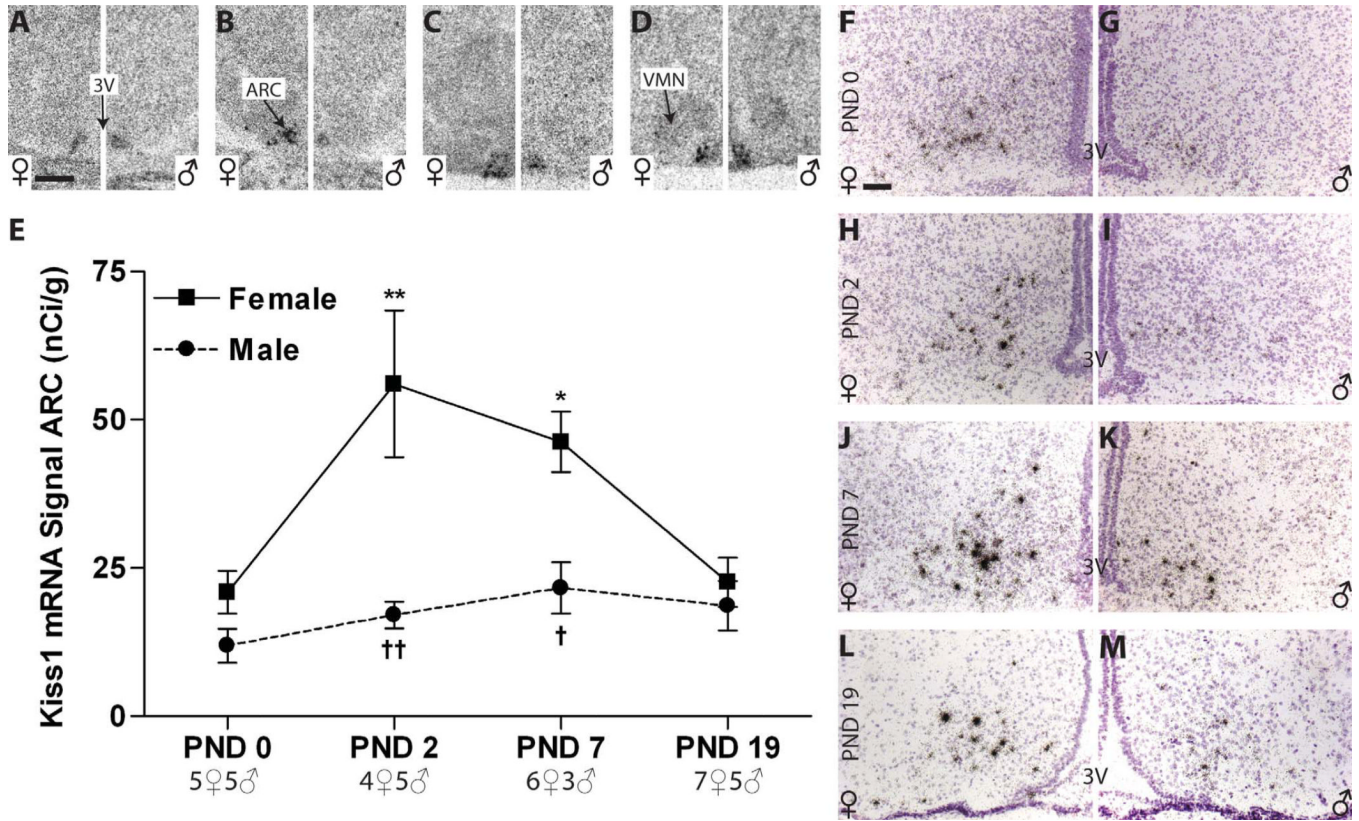 A
B
C
D
3V
ARC
VMN
♀
♂
♀
♂
♀
♂
♀
♂
E
Kiss1 mRNA Signal ARC (nCi/g)
75
50
25
0
Female
Male
**
*
††
†
PND 0
PND 2
PND 7
PND 19
5♀5♂
4♀5♂
6♀3♂
7♀5♂
F
G
PND 0
3V
♀
♂
H
I
PND 2
3V
♀
♂
J
K
PND 7
3V
♀
♂
L
M
PND 19
3V
♀
♂